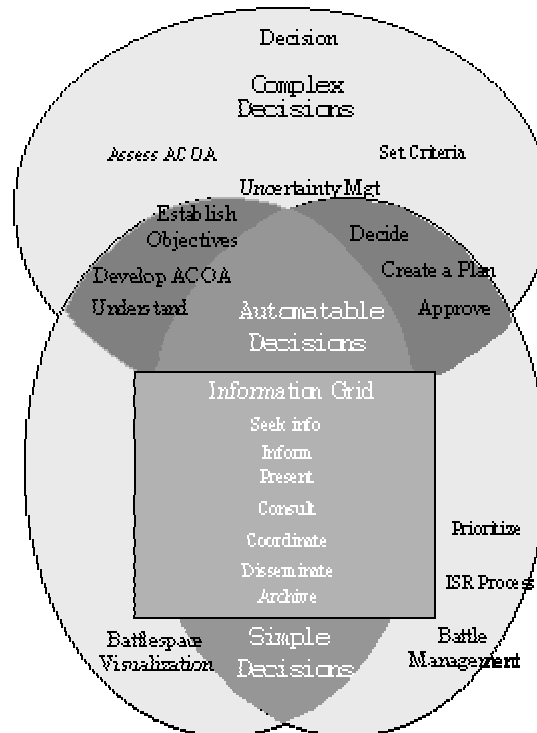 Decision
Complex
Decisions
Assess ACOA
Set Criteria
Uncertainty Mgt
Establish
Objectives
Decide
Develop ACOA
Create a Plan
Understand
Approve
Automatable
Decisions
Information Grid
Seek info
Inform
Present
Consult
Coordinate
Disseminate
Archive
Prioritize
ISR Process
Battlespace
Visualization
Simple
Decisions
Battle
Management